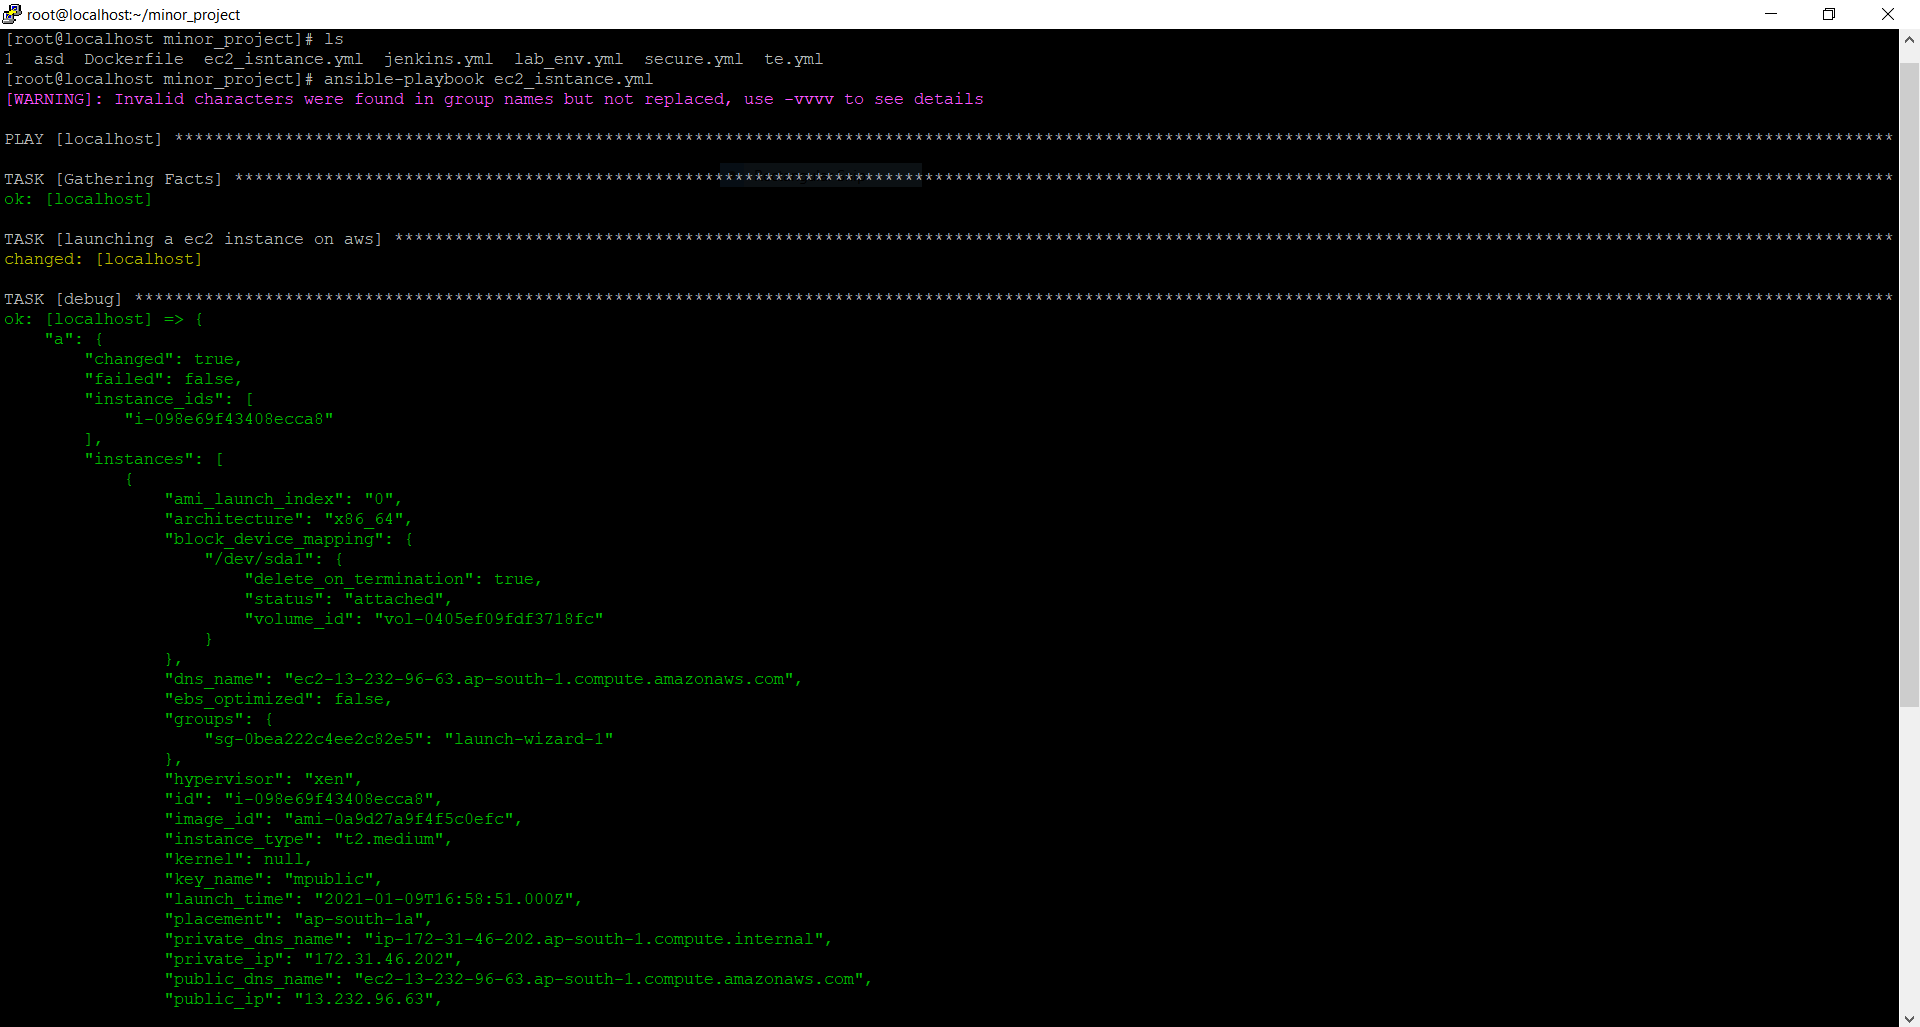 root@localhost:~/minor_project
[root@localhost minor_project]# ls
1  asd  Dockerfile  ec2_isntance.yml  jenkins.yml  lab_env.yml  secure.yml  te.yml
[root@localhost minor_project]# ansible-playbook ec2_isntance.yml
[WARNING]: Invalid characters were found in group names but not replaced, use -vvvv to see details
PLAY [localhost] ****************************************************************************************************************************************************************************
TASK [Gathering Facts] **********************************************************************************************************************************************************************
ok: [localhost]
TASK [launching a ec2 instance on aws] ******************************************************************************************************************************************************
changed: [localhost]
TASK [debug] ********************************************************************************************************************************************************************************
ok: [localhost] => {
    "a": {
        "changed": true,
        "failed": false,
        "instance_ids": [
            "i-098e69f43408ecca8"
        ],
        "instances": [
            {
                "ami_launch_index": "0",
                "architecture": "x86_64",
                "block_device_mapping": {
                    "/dev/sda1": {
                        "delete_on_termination": true,
                        "status": "attached",
                        "volume_id": "vol-0405ef09fdf3718fc"
                    }
                },
                "dns_name": "ec2-13-232-96-63.ap-south-1.compute.amazonaws.com",
                "ebs_optimized": false,
                "groups": {
                    "sg-0bea222c4ee2c82e5": "launch-wizard-1"
                },
                "hypervisor": "xen",
                "id": "i-098e69f43408ecca8",
                "image_id": "ami-0a9d27a9f4f5c0efc",
                "instance_type": "t2.medium",
                "kernel": null,
                "key_name": "mpublic",
                "launch_time": "2021-01-09T16:58:51.000Z",
                "placement": "ap-south-1a",
                "private_dns_name": "ip-172-31-46-202.ap-south-1.compute.internal",
                "private_ip": "172.31.46.202",
                "public_dns_name": "ec2-13-232-96-63.ap-south-1.compute.amazonaws.com",
                "public_ip": "13.232.96.63",